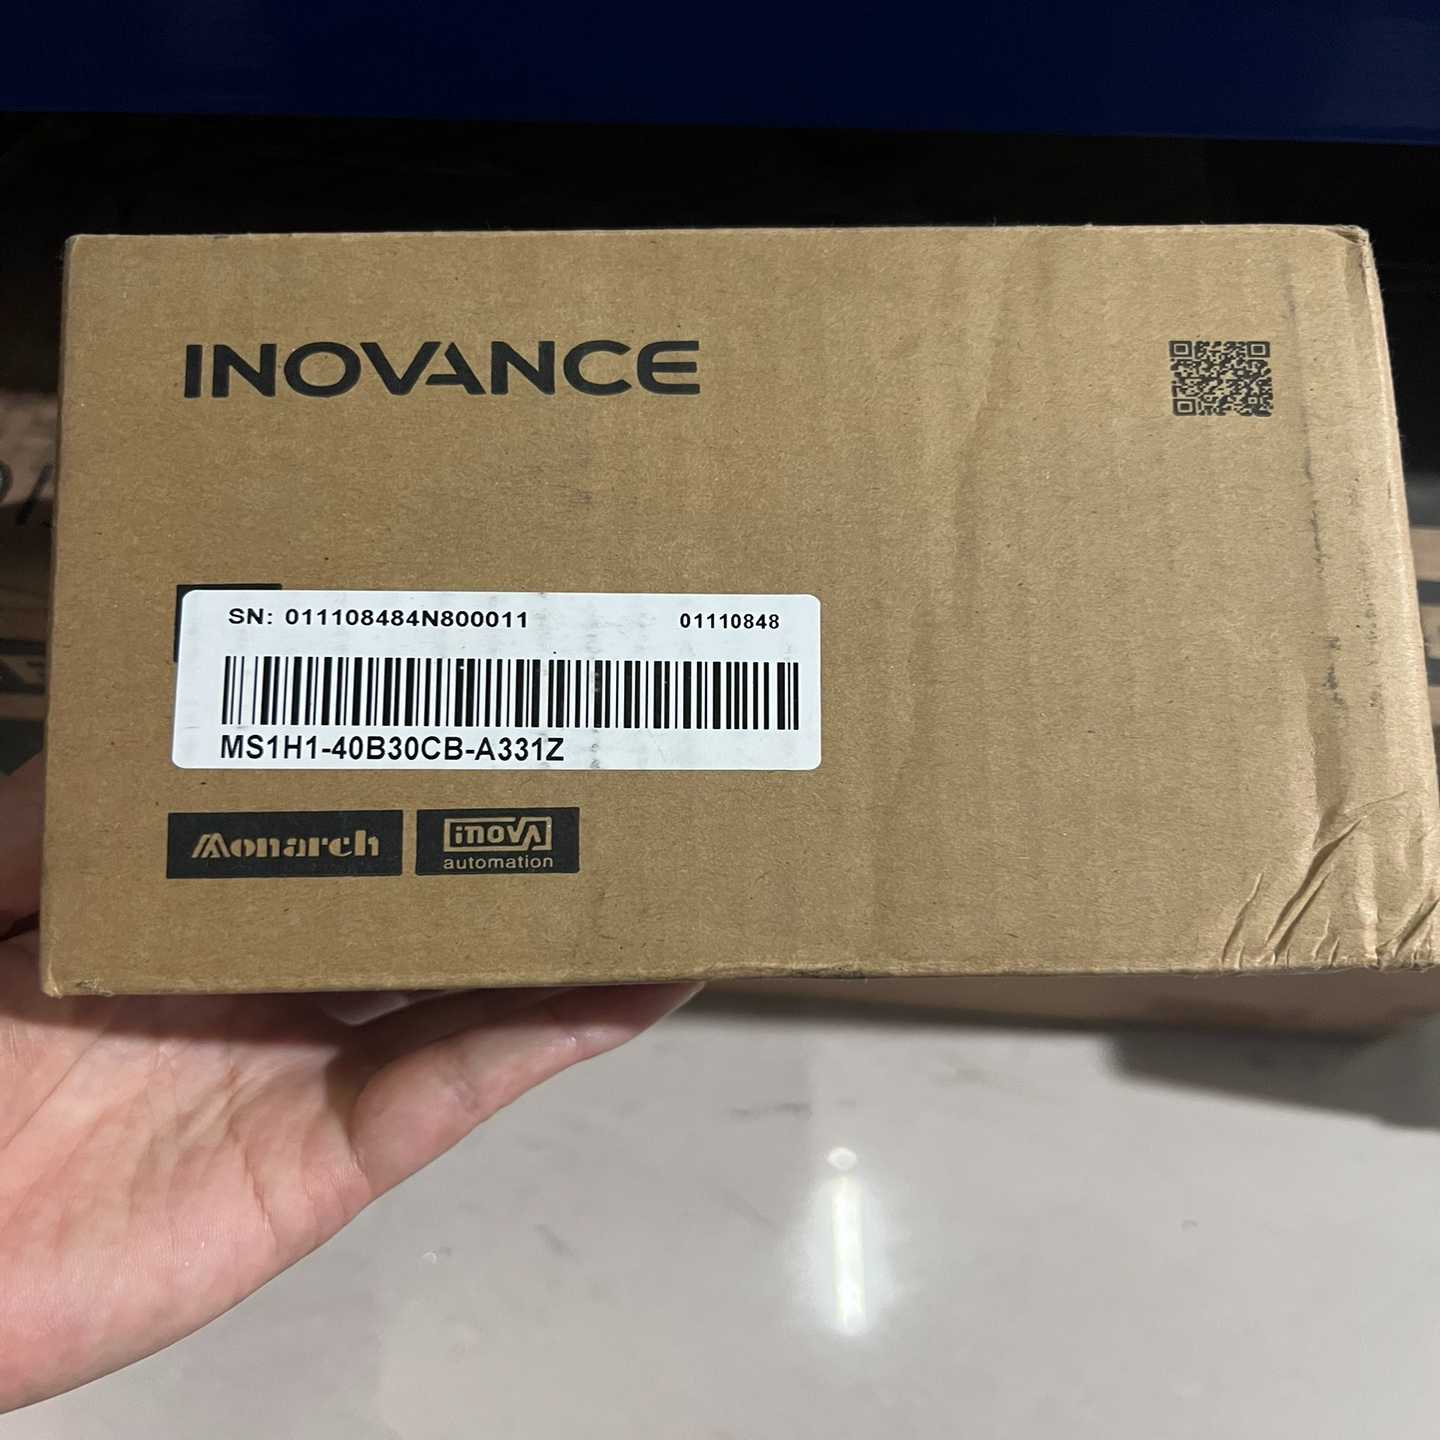 INOVANCE
SN: 011108484N800011 01110848
MS1H1-40B30CB-A331Z
Monarch
inova
automation